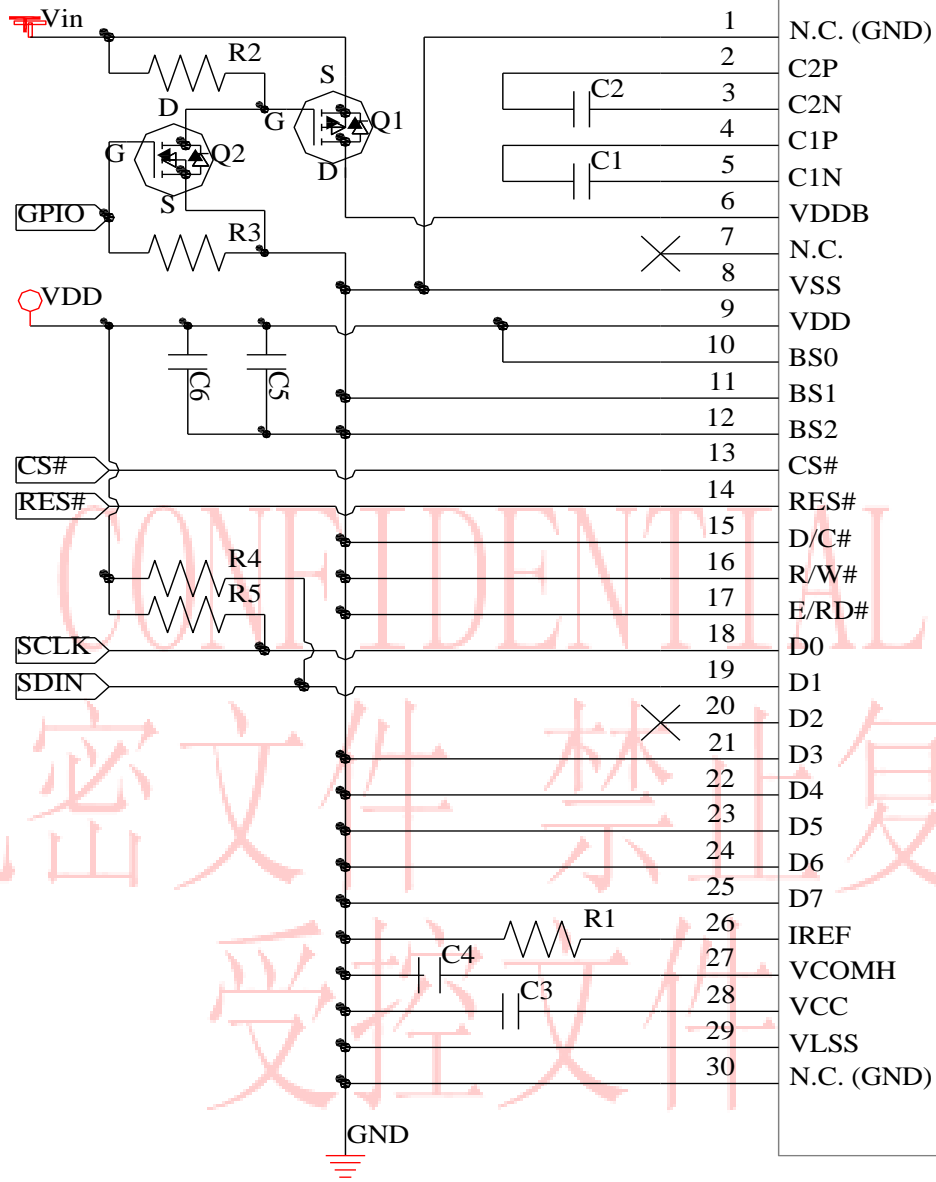 Vin
1 N.C. (GND)
R2
2 C2P
S
C2
D
3 C2N
G
Q1
4 C1P
G
Q2
C1
D
5 C1N
S
6 VDDB
GPIO
R3
7 N.C.
8 VSS
VDD
9 VDD
10 BS0
C6
C5
11 BS1
12 BS2
CS#
13 CS#
RES#
14 RES#
CONFIDENTIAL
15 D/C#
R4
16 R/W#
R5
17 E/RD#
SCLK
18 D0
SDIN
19 D1
20 D2
密文件 禁止复
21 D3
22 D4
23 D5
24 D6
25 D7
R1
26 IREF
受控文件
C4
27 VCOMH
C3
28 VCC
29 VLSS
30 N.C. (GND)
GND